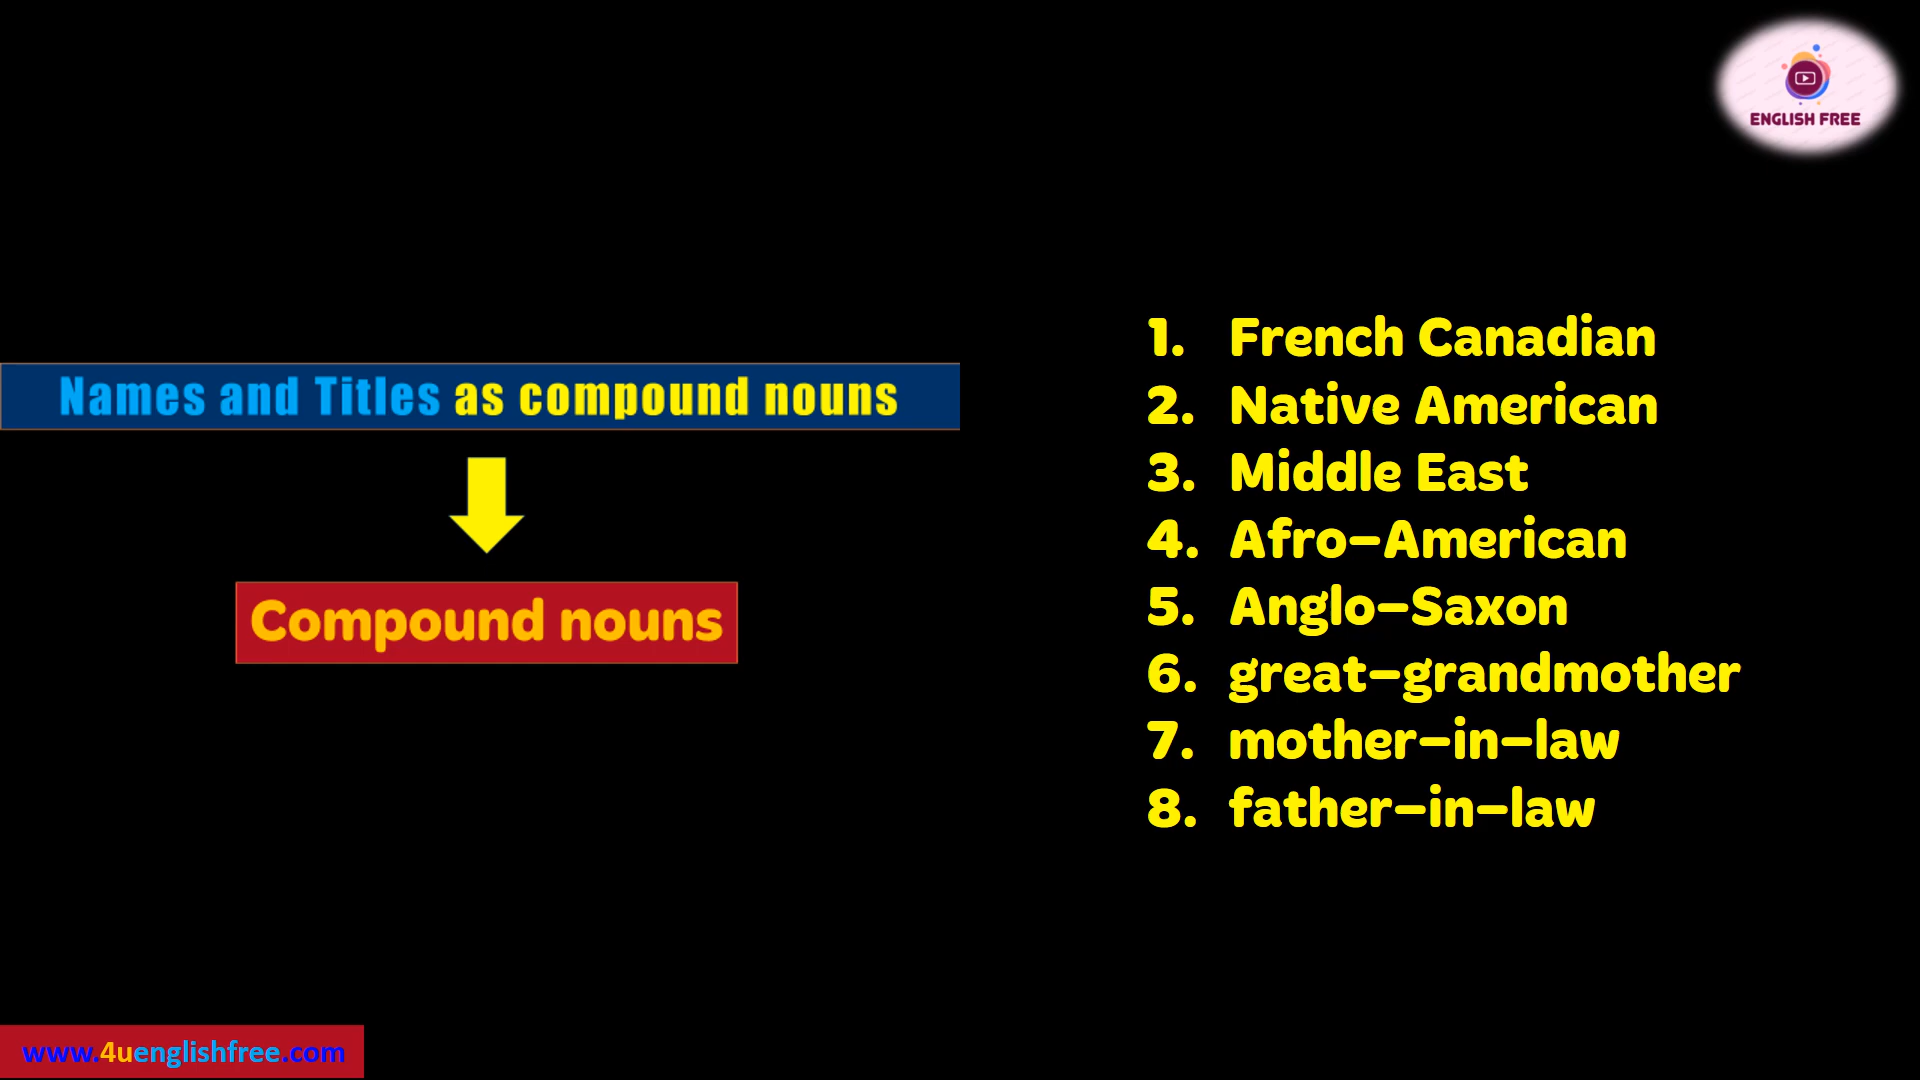 ENGLISH FREE
Names and Titles as compound nouns
Compound nouns
1. French Canadian
2. Native American
3. Middle East
4. Afro-American
5. Anglo-Saxon
6. great-grandmother
7. mother-in-law
8. father-in-law
www.4uenglishfree.com